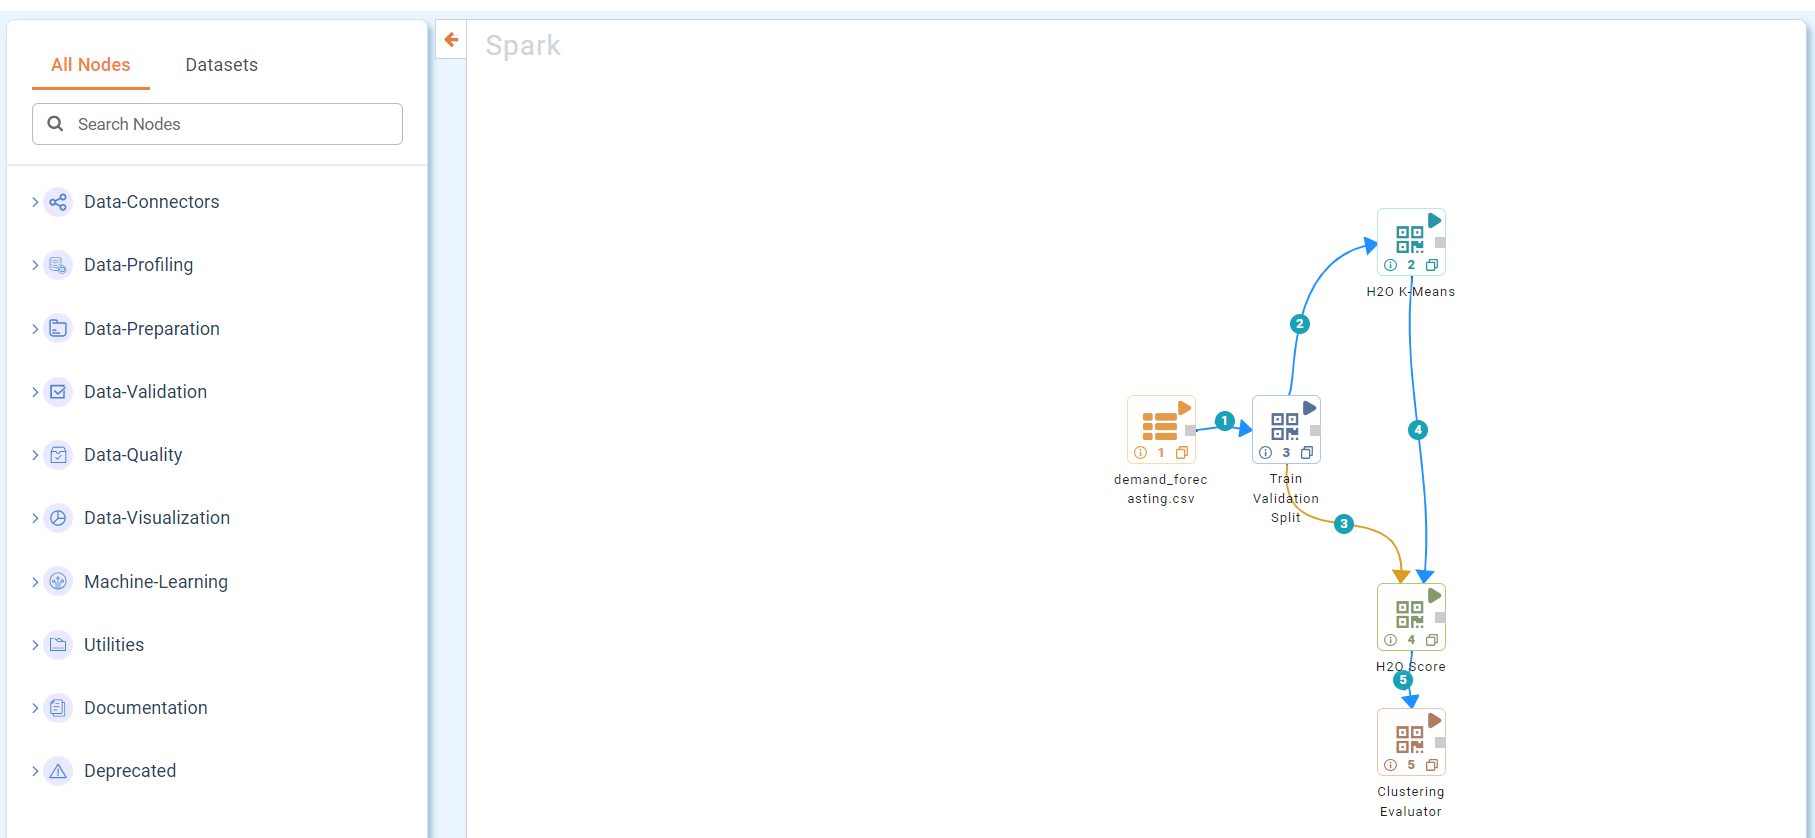 All Nodes
Datasets
Search Nodes
Data-Connectors
Data-Profiling
Data-Preparation
Data-Validation
Data-Quality
Data-Visualization
Machine-Learning
Utilities
Documentation
Deprecated
Spark
2
H2O K-Means
2
1
1
demand_forec
asting.csv
3
Train
Validation
Split
4
3
4
H2O Score
5
5
Clustering
Evaluator